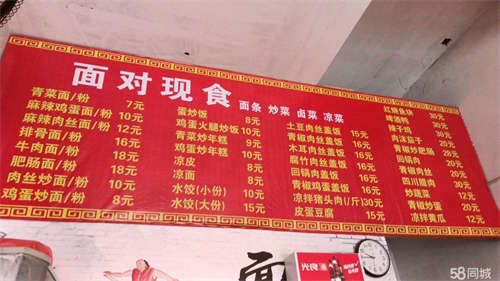 面对现食 面条 炒菜 卤菜 凉菜
青菜面/粉 7元
麻辣鸡蛋面/粉 10元
麻辣肉丝面/粉 12元
排骨面/粉 16元
牛肉面/粉 18元
肥肠面/粉 18元
肉丝炒面/粉 10元
鸡蛋炒面/粉 8元
蛋炒饭 8元
鸡蛋火腿炒饭 10元
青菜炒年糕 9元
鸡蛋炒年糕 10元
凉皮 8元
凉面 8元
水饺(小份) 10元
水饺(大份) 15元
土豆肉丝盖饭 15元
青椒肉丝盖饭 16元
木耳肉丝盖饭 16元
腐竹肉丝盖饭 16元
回锅肉盖饭 16元
青椒鸡蛋盖饭 16元
凉拌猪头肉(/斤) 30元
皮蛋豆腐 15元
红烧鱼块 30元
啤酒鸭 30元
辣子鸡 30元
肉沫茄子 20元
青椒炒肥肠 28元
回锅肉 20元
青椒肉丝 20元
四川腊肉 30元
炒蔬菜 12元
青椒炒蛋 20元
凉拌黄瓜 12元
面
58同城